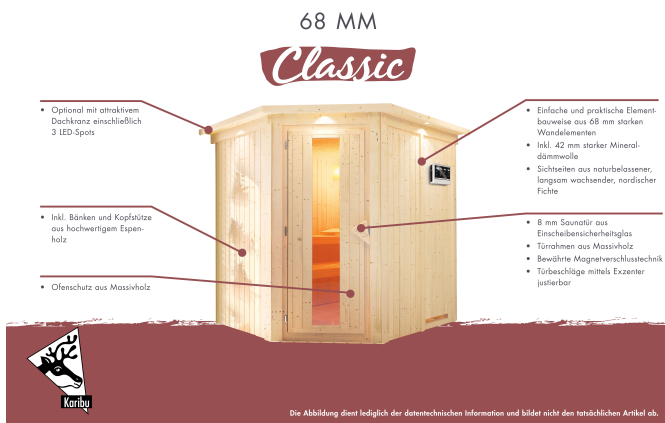 68 MM
Classic
• Optional mit attraktivem
Dachkranz einschließlich
3 LED-Spots
• Inkl. Bänken und Kopfstütze
aus hochwertigem Espen-
holz
• Ofenschutz aus Massivholz
• Einfache und praktische Element-
bauweise aus 68 mm starken
Wandelementen
• Inkl. 42 mm starker Mineral-
dämmwolle
• Sichtseiten aus naturbelassener,
langsam wachsender, nordischer
Fichte
• 8 mm Saunatür aus
Einscheibensicherheitsglas
• Türrahmen aus Massivholz
• Bewährte Magnetverschlusstechnik
• Türbeschläge mittels Exzenter
justierbar
Karibu
Die Abbildung dient lediglich der datentechnischen Information und bildet nicht den tatsächlichen Artikel ab.